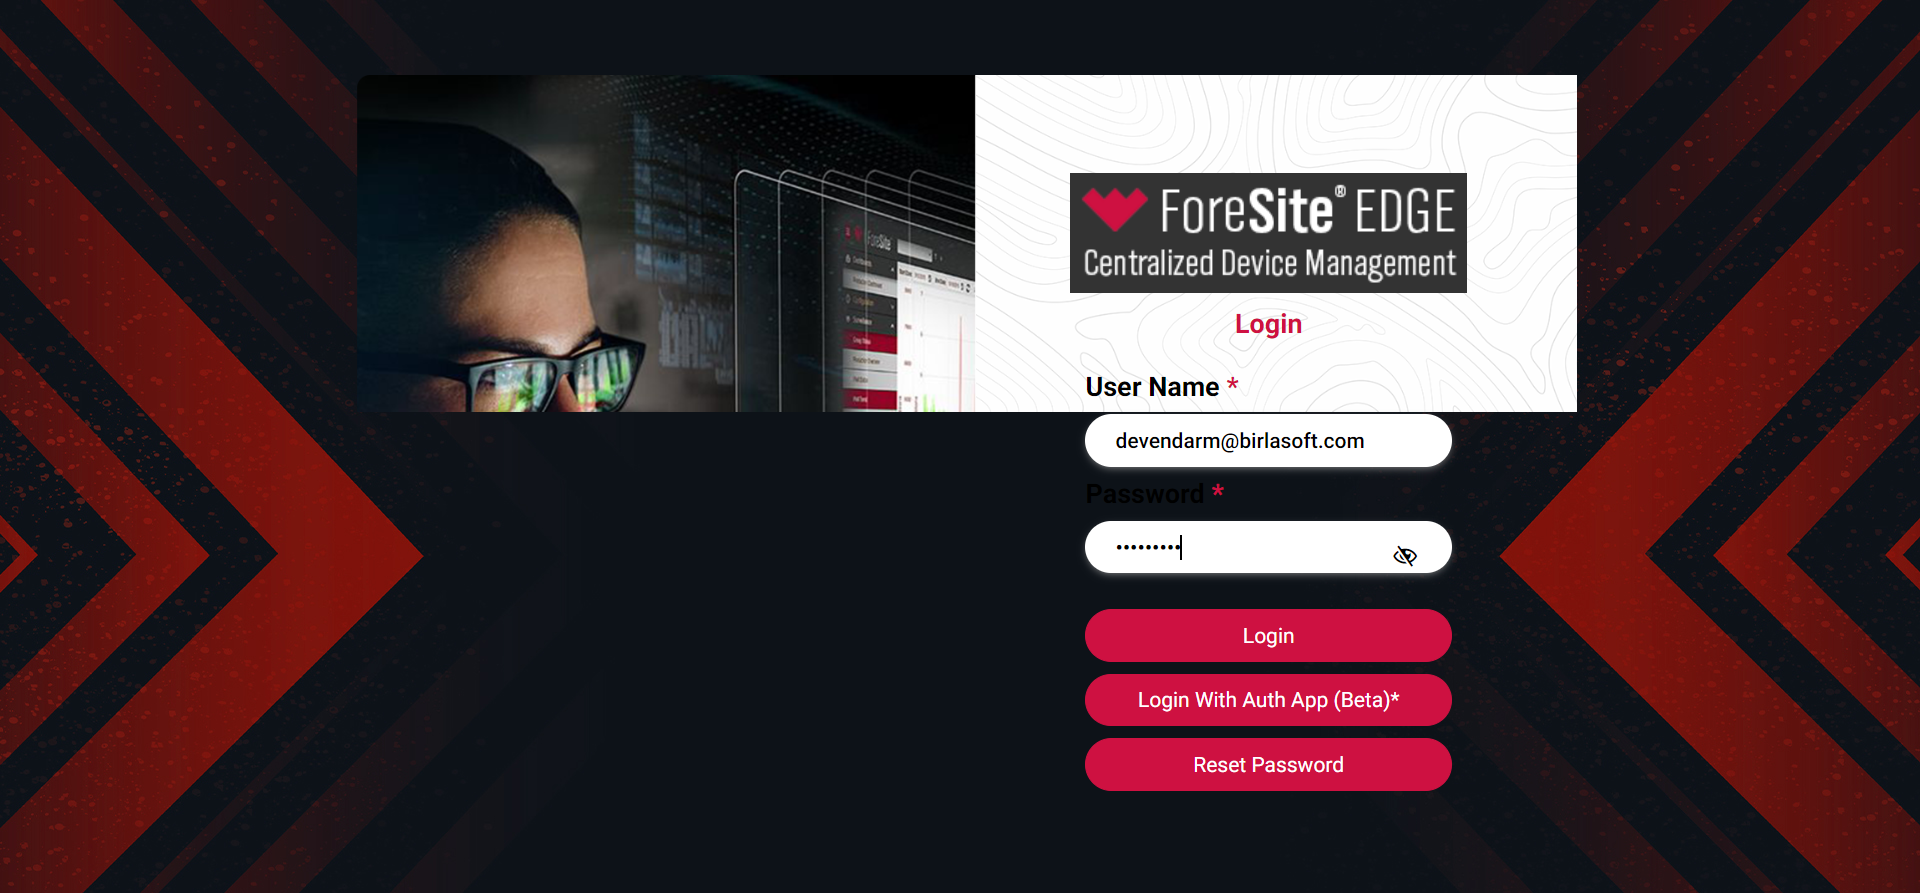 ForeSite
ForeSite® EDGE
Centralized Device Management
Login
User Name *
devendarm@birlasoft.com
Password *
•••••••••
Login
Login With Auth App (Beta)*
Reset Password